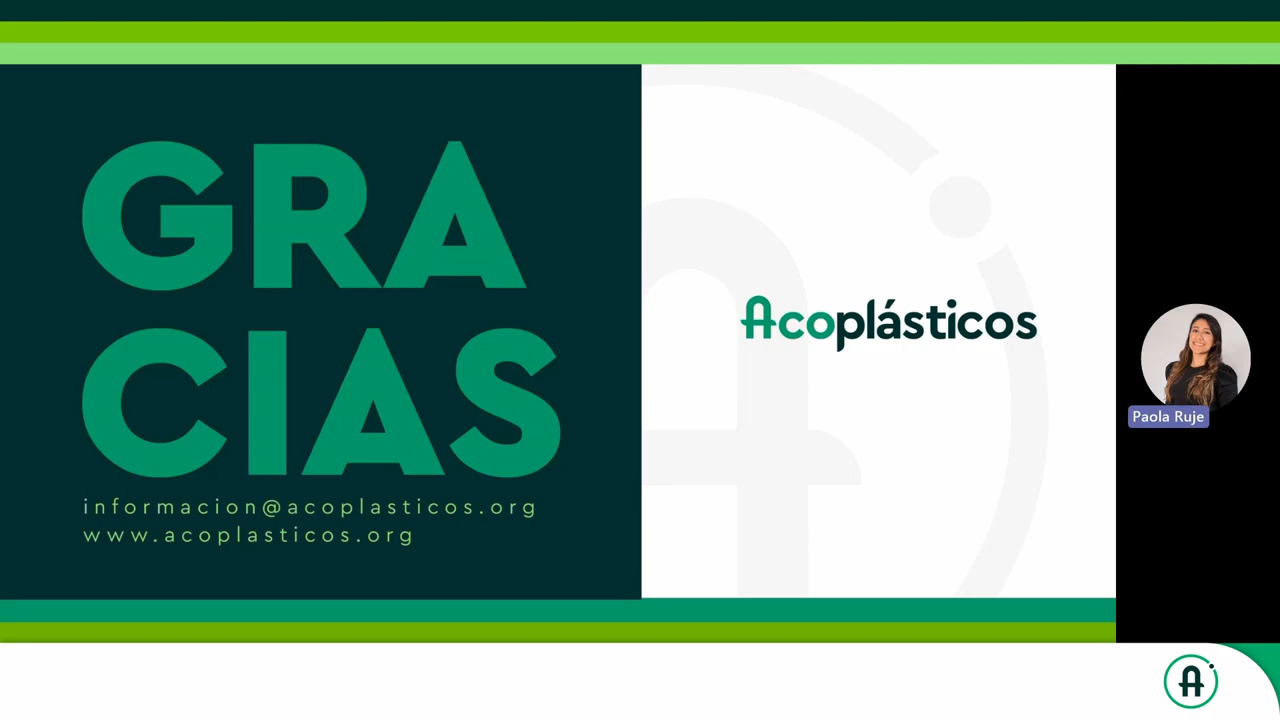 GRA
CIAS
informacion@acoplasticos.org
www.acoplasticos.org
Acoplásticos
Paola Ruje
A